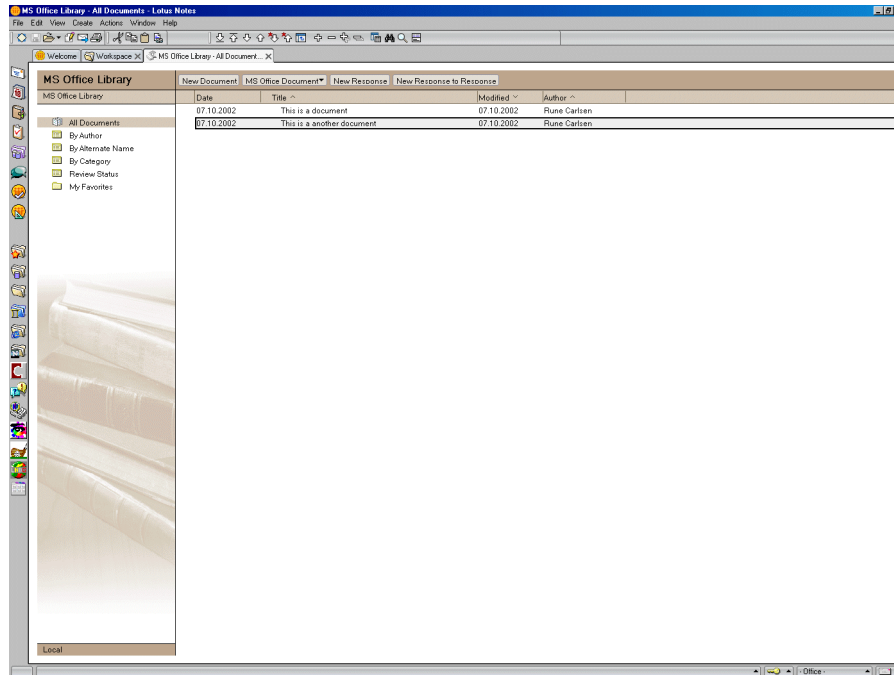 MS Office Library - All Documents - Lotus Notes
File Edit View Create Actions Window Help
Welcome Workspace MS Office Library - All Document...
MS Office Library
New Document MS Office Document New Response New Response to Response
MS Office Library
Date Title Modified Author
07.10.2002 This is a document 07.10.2002 Rune Carlsen
07.10.2002 This is a another document 07.10.2002 Rune Carlsen
All Documents
By Author
By Alternate Name
By Category
Review Status
My Favorites
Local
Office